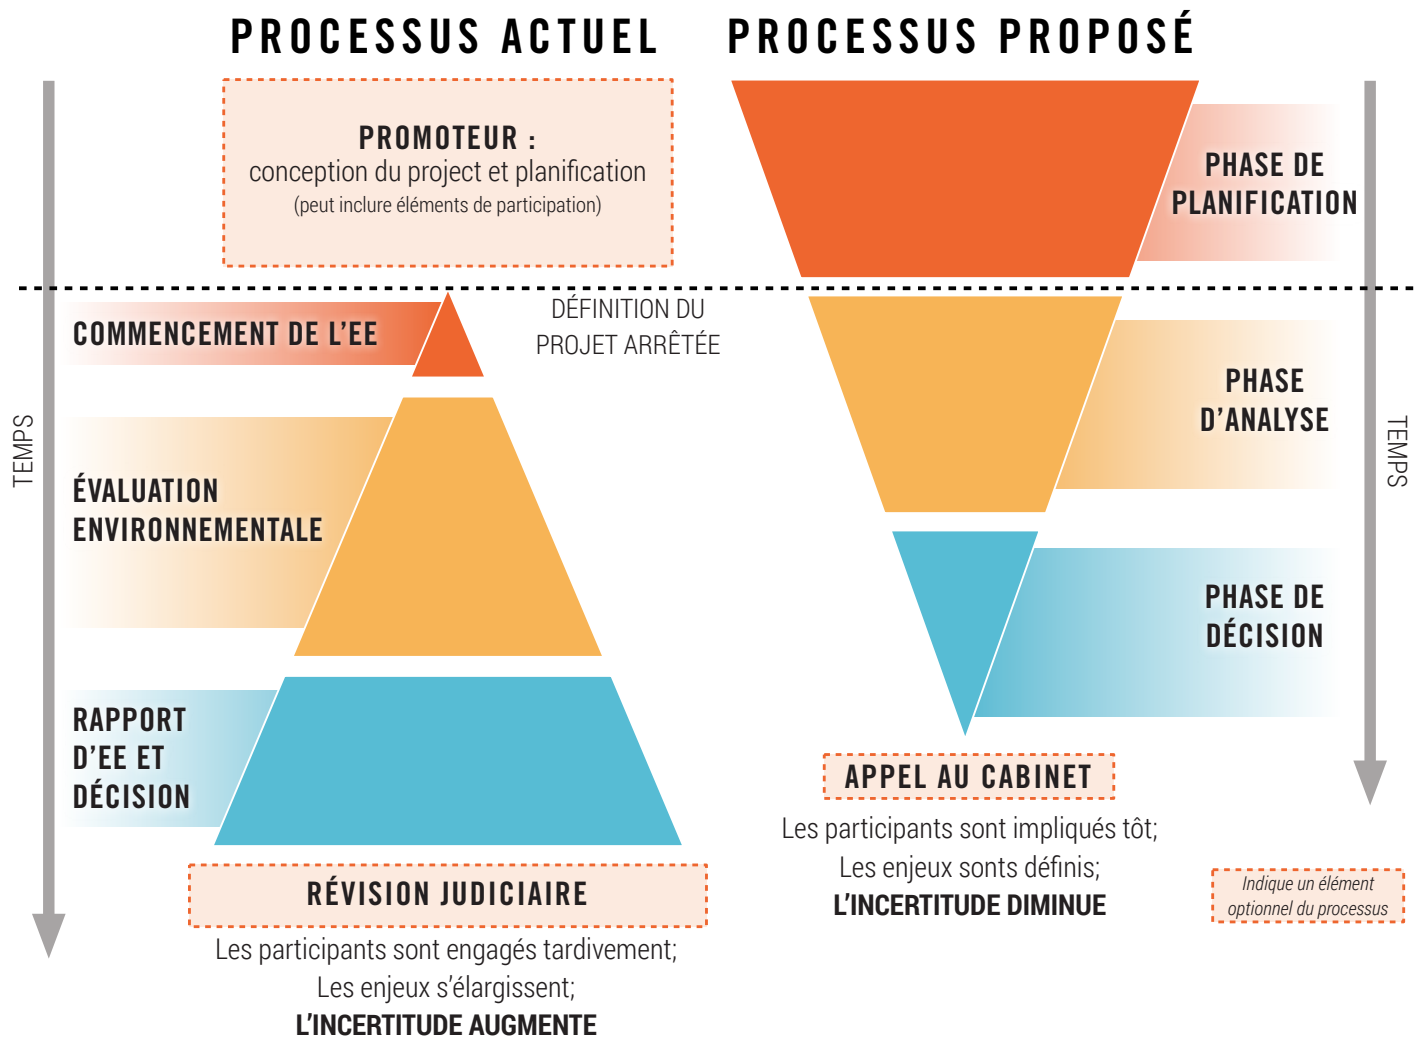 PROCESSUS ACTUEL
PROMOTEUR :
conception du project et planification
(peut inclure éléments de participation)
COMMENCEMENT DE L'EE
DÉFINITION DU
PROJET ARRÊTÉE
TEMPS
ÉVALUATION
ENVIRONNEMENTALE
RAPPORT
D'EE ET
DÉCISION
RÉVISION JUDICIAIRE
Les participants sont engagés tardivement;
Les enjeux s'élargissent;
L'INCERTITUDE AUGMENTE
PROCESSUS PROPOSÉ
PHASE DE
PLANIFICATION
PHASE
D'ANALYSE
TEMPS
PHASE DE
DÉCISION
APPEL AU CABINET
Les participants sont impliqués tôt;
Les enjeux sonts définis;
L'INCERTITUDE DIMINUE
Indique un élément
optionnel du processus